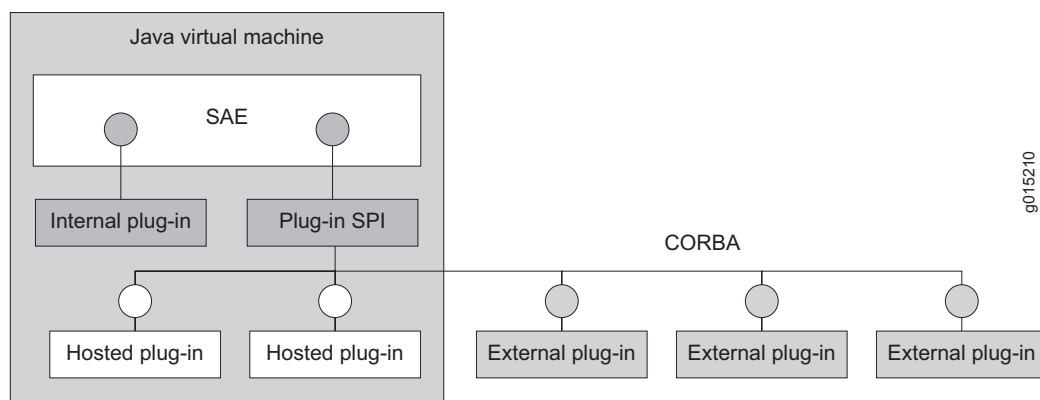 Java virtual machine
SAE
Internal plug-in
Plug-in SPI
CORBA
Hosted plug-in
Hosted plug-in
External plug-in
External plug-in
External plug-in
g015210